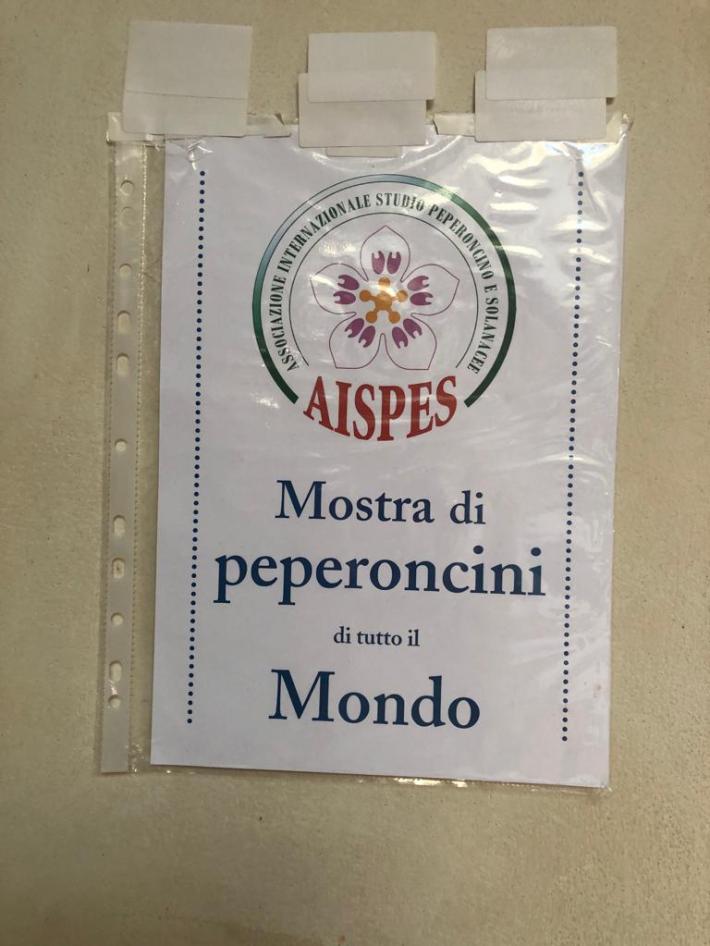 ASSOCIAZIONE INTERNAZIONALE STUDIO PEPERONCINO E SOLANACEE
AISPES
Mostra di
peperoncini
di tutto il
Mondo